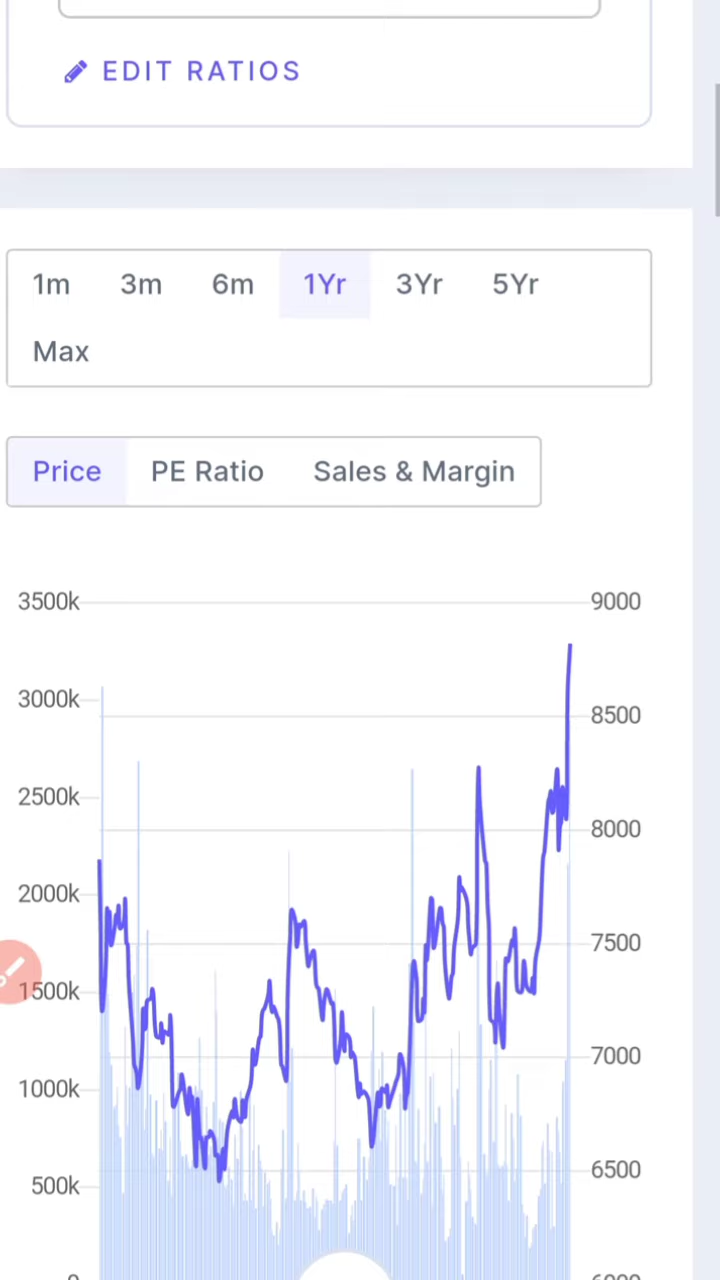 EDIT RATIOS
1m 3m 6m 1Yr 3Yr 5Yr
Max
Price PE Ratio Sales & Margin
3500k 9000
3000k 8500
2500k 8000
2000k 7500
1500k 7000
1000k 6500
500k